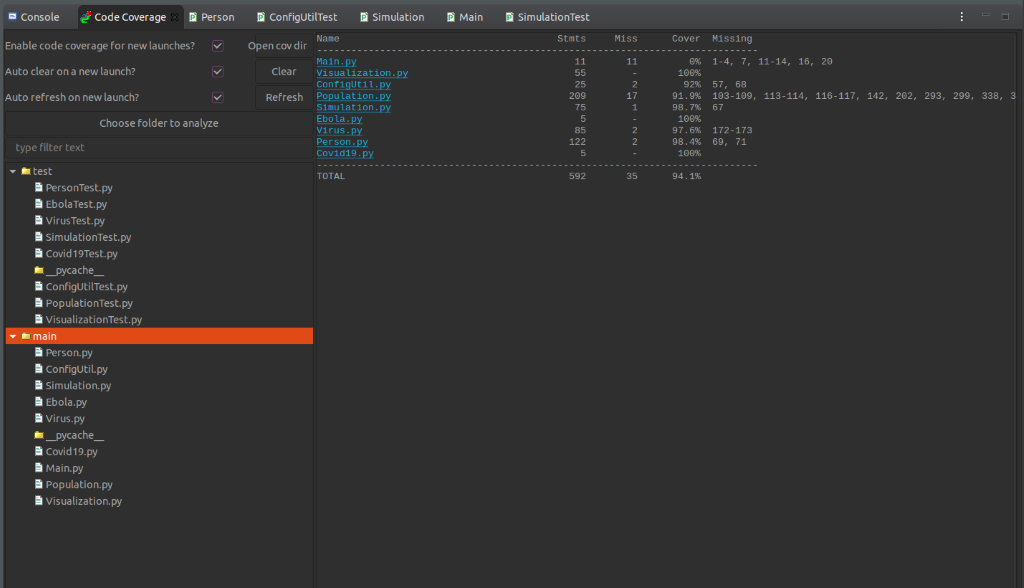 Console Code Coverage Person ConfigUtilTest Simulation Main SimulationTest
Enable code coverage for new launches? Open cov dir
Auto clear on a new launch? Clear
Auto refresh on new launch? Refresh
Choose folder to analyze
type filter text
test
PersonTest.py
EbolaTest.py
VirusTest.py
SimulationTest.py
Covid19Test.py
__pycache__
ConfigUtilTest.py
PopulationTest.py
VisualizationTest.py
main
Person.py
ConfigUtil.py
Simulation.py
Ebola.py
Virus.py
__pycache__
Covid19.py
Main.py
Population.py
Visualization.py
Name Stmts Miss Cover Missing
-----------------------------------------------------------------------------
Main.py 11 11 0% 1-4, 7, 11-14, 16, 20
Visualization.py 55 - 100%
ConfigUtil.py 25 2 92% 57, 68
Population.py 209 17 91.9% 103-109, 113-114, 116-117, 142, 202, 293, 299, 338, 3
Simulation.py 75 1 98.7% 67
Ebola.py 5 - 100%
Virus.py 85 2 97.6% 172-173
Person.py 122 2 98.4% 69, 71
Covid19.py 5 - 100%
-----------------------------------------------------------------------------
TOTAL 592 35 94.1%